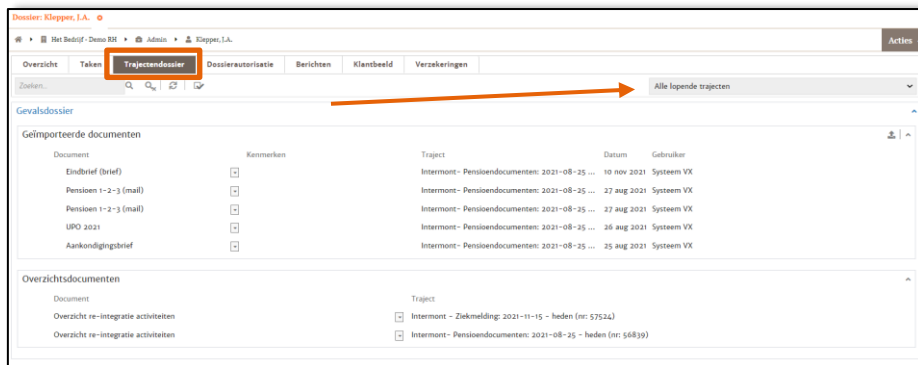 Dossier: Klepper, J.A.
Het Bedrijf - Demo RH Admin Klepper, J.A. Acties
Overzicht Taken Trajectendossier Dossierautorisatie Berichten Klantbeeld Verzekeringen
Zoeken... Alle lopende trajecten
Gevalsdossier
Geïmporteerde documenten
Document Kenmerken Traject Datum Gebruiker
Eindbrief (brief) Intermont- Pensioendocumenten: 2021-08-25 ... 10 nov 2021 Systeem VX
Pensioen 1-2-3 (mail) Intermont- Pensioendocumenten: 2021-08-25 ... 27 aug 2021 Systeem VX
Pensioen 1-2-3 (mail) Intermont- Pensioendocumenten: 2021-08-25 ... 27 aug 2021 Systeem VX
UPO 2021 Intermont- Pensioendocumenten: 2021-08-25 ... 26 aug 2021 Systeem VX
Aankondigingsbrief Intermont- Pensioendocumenten: 2021-08-25 ... 25 aug 2021 Systeem VX
Overzichtsdocumenten
Document Traject
Overzicht re-integratie activiteiten Intermont - Ziekmelding: 2021-11-15 - heden (nr: 57524)
Overzicht re-integratie activiteiten Intermont- Pensioendocumenten: 2021-08-25 - heden (nr: 56839)